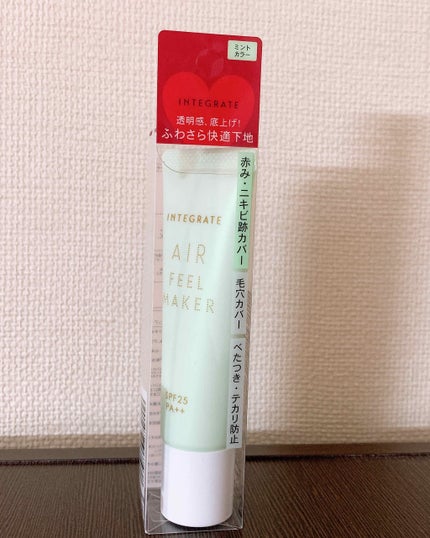 ミント
カラー
INTEGRATE
透明感、底上げ!
ふわさら快適下地
赤み・ニキビ跡カバー
毛穴カバー
べたつき・テカリ防止
INTEGRATE
AIR
FEEL
MAKER
SPF25
PA++